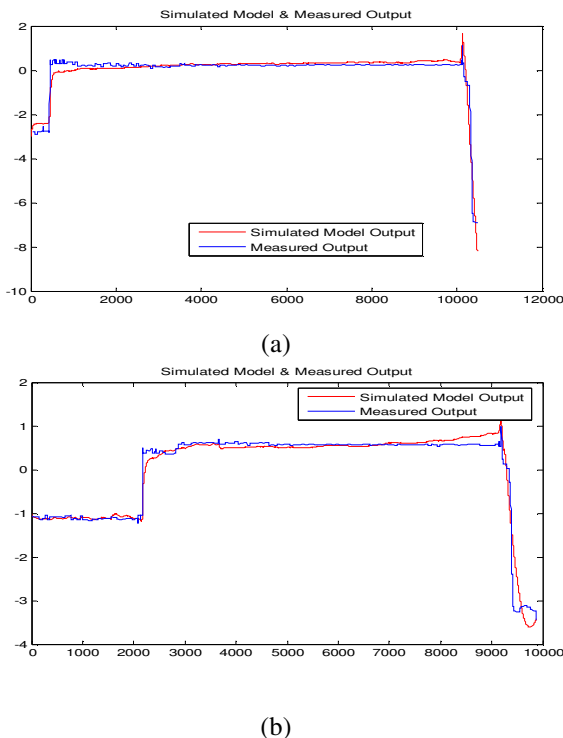 Simulated Model & Measured Output
2
0
-2
-4
-6
-8
-10
Simulated Model Output
Measured Output
0 2000 4000 6000 8000 10000 12000
(a)
Simulated Model & Measured Output
2
1
0
-1
-2
-3
-4
Simulated Model Output
Measured Output
0 1000 2000 3000 4000 5000 6000 7000 8000 9000 10000
(b)